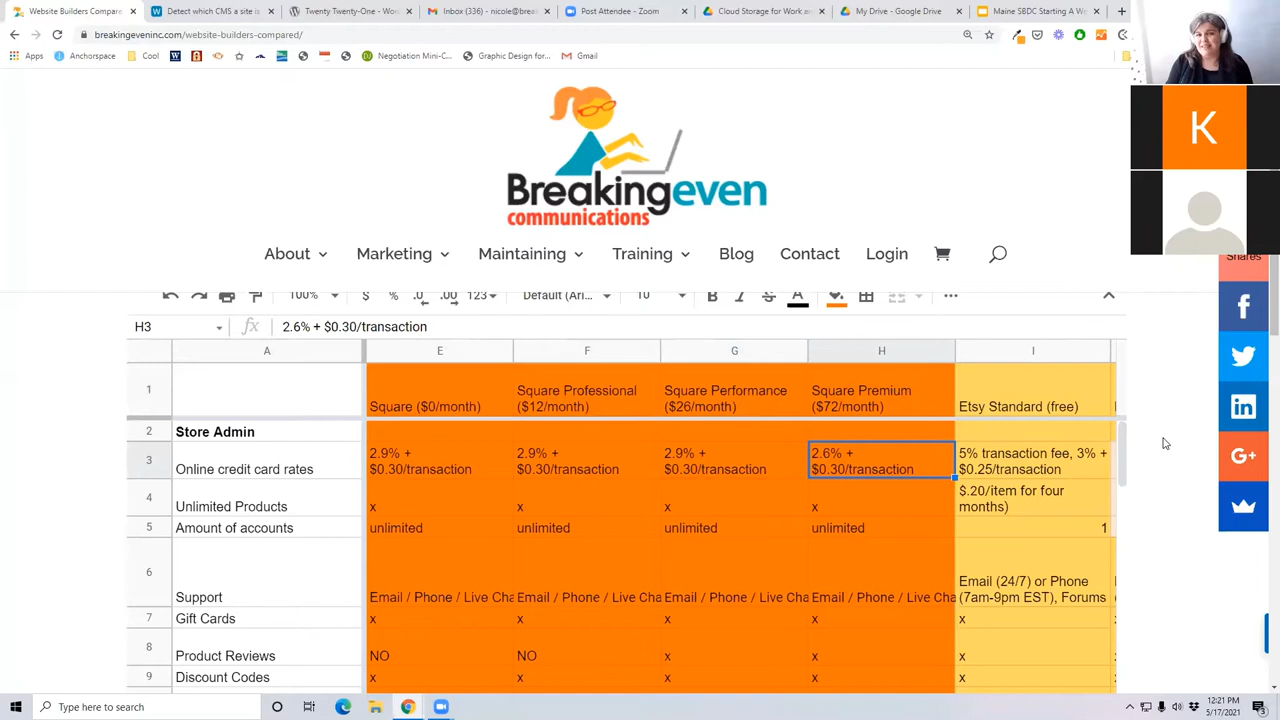 Website Builders Compare
Detect which CMS a site is
Twenty Twenty-One - Wor
Inbox (416) - nicole@break
Post Attendee - Zoom
Cloud Storage for Work or
My Drive - Google Drive
Maine SBDC Starting A W
breakingeveninc.com/website-builders-compared/
Apps
Anchorspace
Cool
Negotiation Mini-C...
Graphic Design for...
Gmail
K
Breakingeven
communications
About
Marketing
Maintaining
Training
Blog
Contact
Login
Shares
100%
$
%
.0
.00
123
Default (Ari...
10
B
I
S
A
H3
fx
2.6% + $0.30/transaction
A
E
F
G
H
I
1
Square ($0/month)
Square Professional
($12/month)
Square Performance
($26/month)
Square Premium
($72/month)
Etsy Standard (free)
2
Store Admin
3
Online credit card rates
2.9% +
$0.30/transaction
2.9% +
$0.30/transaction
2.9% +
$0.30/transaction
2.6% +
$0.30/transaction
5% transaction fee, 3% +
$0.25/transaction
4
Unlimited Products
x
x
x
x
$.20/item for four
months)
5
Amount of accounts
unlimited
unlimited
unlimited
unlimited
1
6
Support
Email / Phone / Live Cha
Email / Phone / Live Cha
Email / Phone / Live Cha
Email / Phone / Live Cha
Email (24/7) or Phone
(7am-9pm EST), Forums
7
Gift Cards
x
x
x
x
x
8
Product Reviews
NO
NO
x
x
x
9
Discount Codes
x
x
x
x
x
Type here to search
12:21 PM
5/17/2021